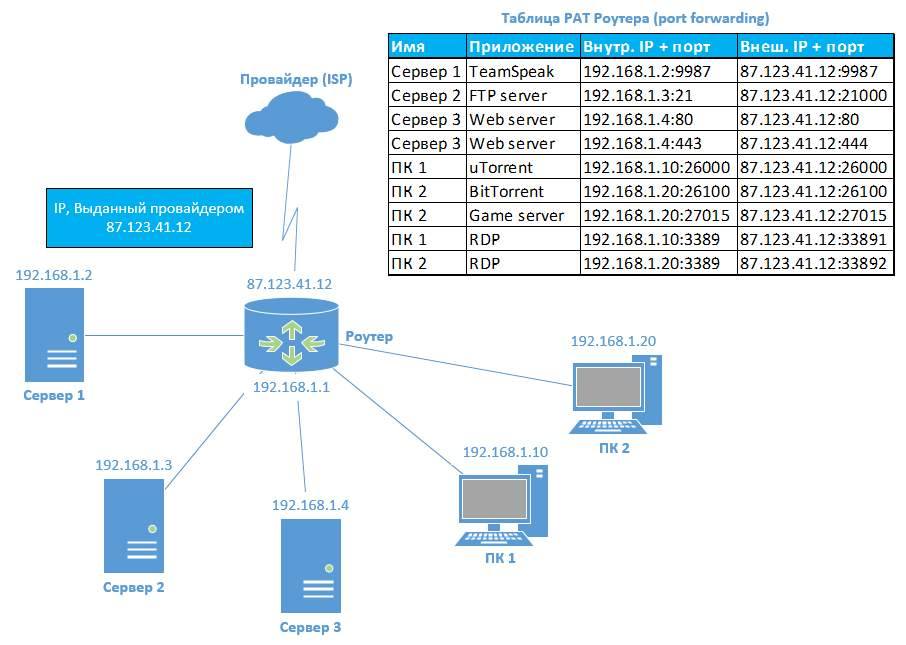 Таблица PAT Роутера (port forwarding)
Имя Приложение Внутр. IP + порт Внеш. IP + порт
Сервер 1 TeamSpeak 192.168.1.2:9987 87.123.41.12:9987
Сервер 2 FTP server 192.168.1.3:21 87.123.41.12:21000
Сервер 3 Web server 192.168.1.4:80 87.123.41.12:80
Сервер 3 Web server 192.168.1.4:443 87.123.41.12:444
ПК 1 uTorrent 192.168.1.10:26000 87.123.41.12:26000
ПК 2 BitTorrent 192.168.1.20:26100 87.123.41.12:26100
ПК 2 Game server 192.168.1.20:27015 87.123.41.12:27015
ПК 1 RDP 192.168.1.10:3389 87.123.41.12:33891
ПК 2 RDP 192.168.1.20:3389 87.123.41.12:33892
Провайдер (ISP)
IP, Выданный провайдером
87.123.41.12
192.168.1.2
Сервер 1
87.123.41.12
Роутер
192.168.1.1
192.168.1.20
ПК 2
192.168.1.3
Сервер 2
192.168.1.4
Сервер 3
192.168.1.10
ПК 1